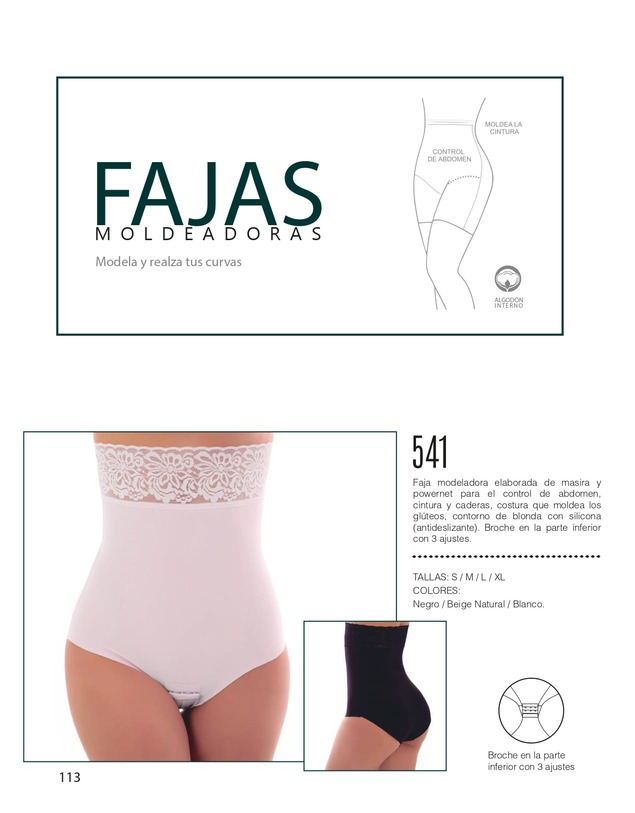 FAJAS
MOLDEADORAS
Modela y realza tus curvas
MOLDEA LA
CINTURA
CONTROL
DE ABDOMEN
ALGODÓN
INTERNO
541
Faja modeladora elaborada de masira y
powernet para el control de abdomen,
cintura y caderas, costura que moldea los
glúteos, contorno de blonda con silicona
(antideslizante). Broche en la parte inferior
con 3 ajustes.
TALLAS: S / M / L / XL
COLORES:
Negro / Beige Natural / Blanco.
Broche en la parte
inferior con 3 ajustes
113